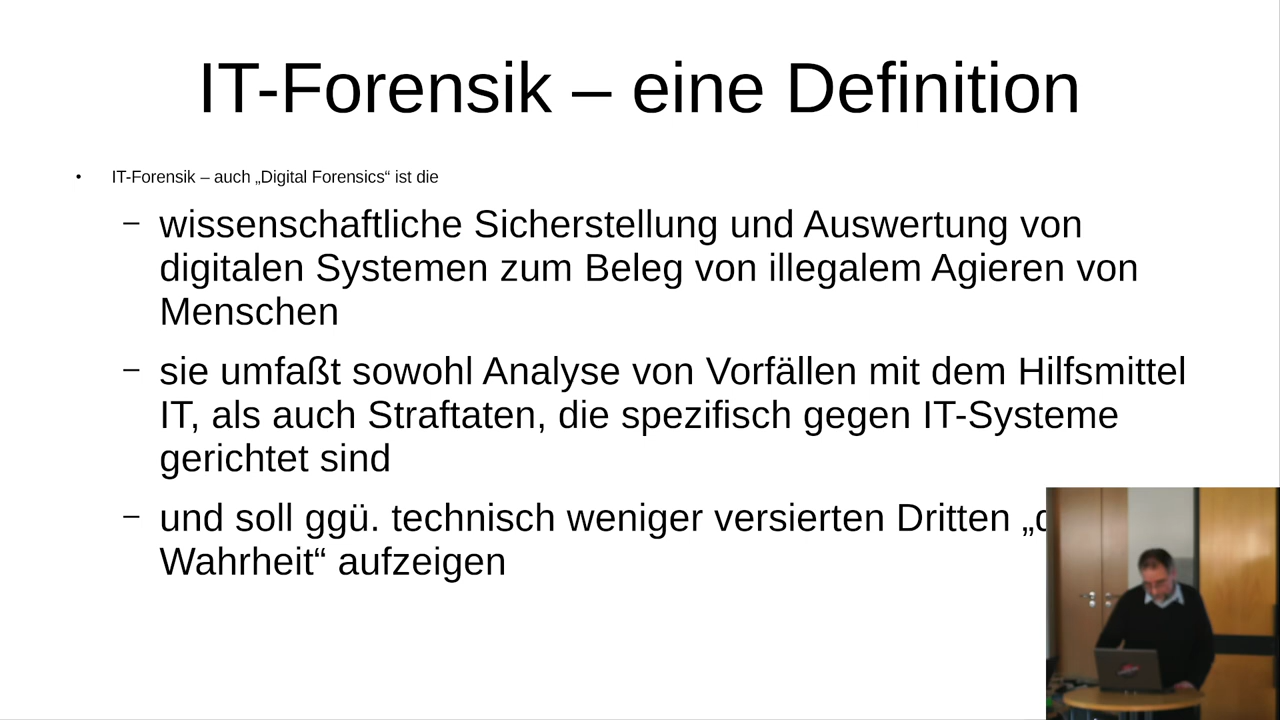 IT-Forensik – eine Definition
• IT-Forensik – auch „Digital Forensics“ ist die
– wissenschaftliche Sicherstellung und Auswertung von
digitalen Systemen zum Beleg von illegalem Agieren von
Menschen
– sie umfaßt sowohl Analyse von Vorfällen mit dem Hilfsmittel
IT, als auch Straftaten, die spezifisch gegen IT-Systeme
gerichtet sind
– und soll ggü. technisch weniger versierten Dritten
Wahrheit“ aufzeigen